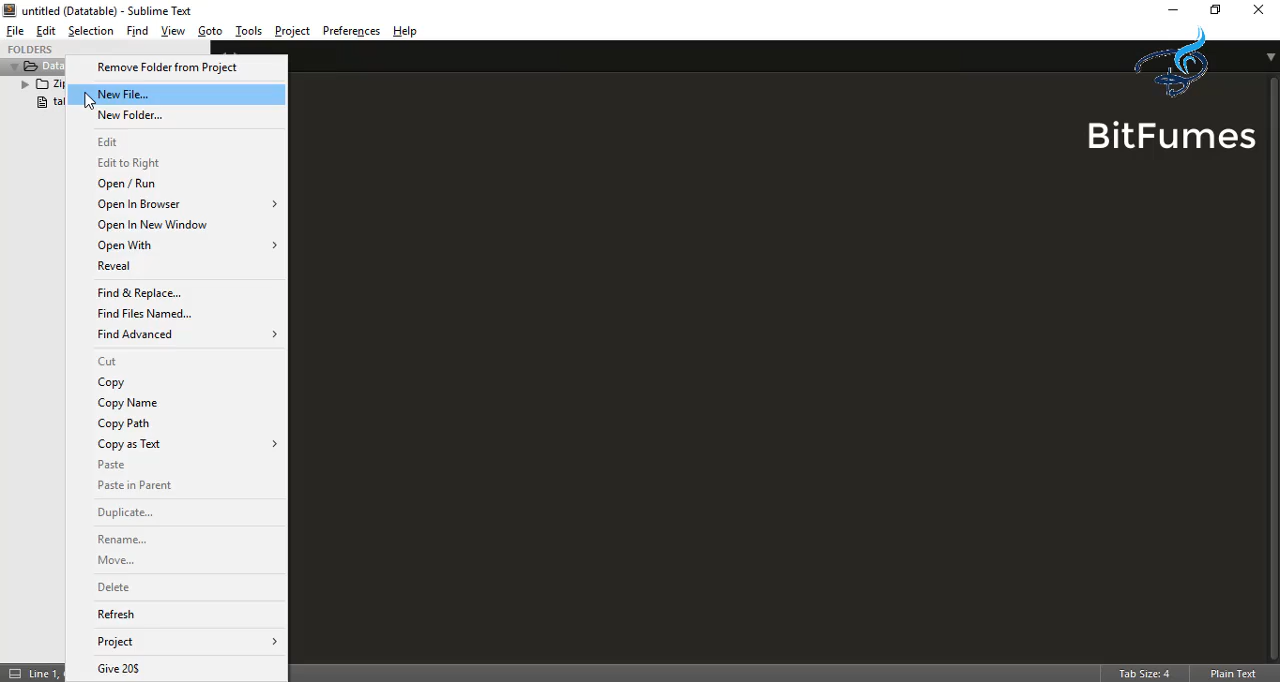 untitled (Datatable) - Sublime Text
File Edit Selection Find View Goto Tools Project Preferences Help
FOLDERS
Remove Folder from Project
New File...
New Folder...
Edit
Edit to Right
Open / Run
Open In Browser
Open In New Window
Open With
Reveal
Find & Replace...
Find Files Named...
Find Advanced
Cut
Copy
Copy Name
Copy Path
Copy as Text
Paste
Paste in Parent
Duplicate...
Rename...
Move...
Delete
Refresh
Project
Give 20$
BitFumes
Line 1,
Tab Size: 4
Plain Text